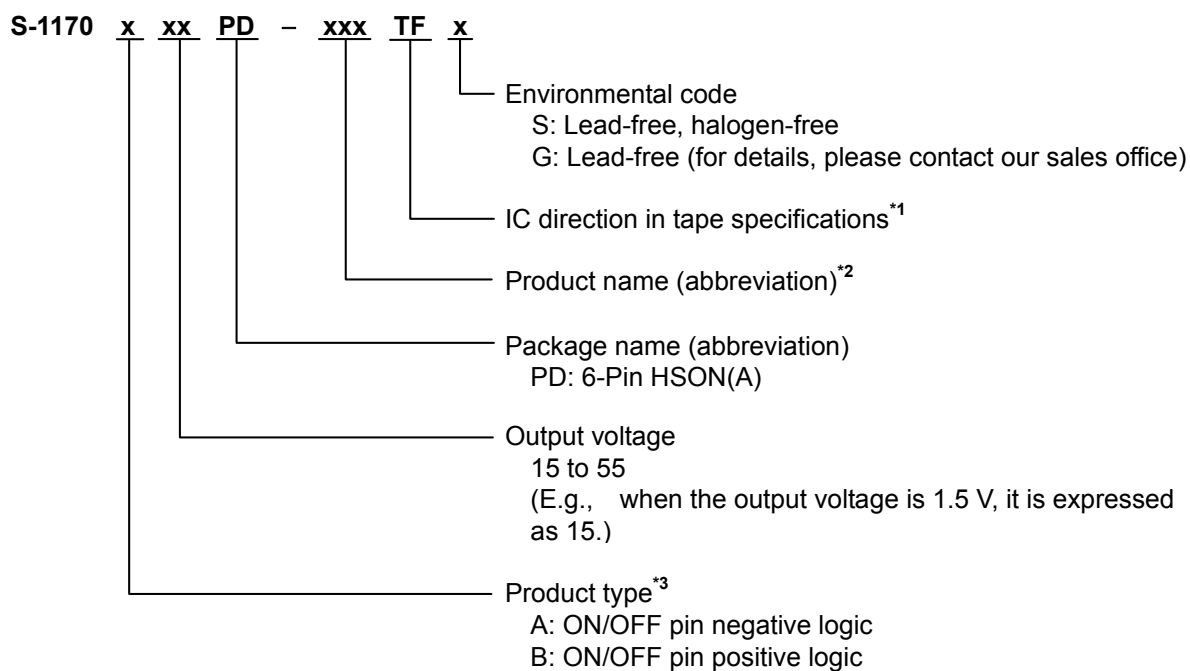 S-1170 x xx PD – xxx TF x
Environmental code
S: Lead-free, halogen-free
G: Lead-free (for details, please contact our sales office)
IC direction in tape specifications*1
Product name (abbreviation)*2
Package name (abbreviation)
PD: 6-Pin HSON(A)
Output voltage
15 to 55
(E.g., when the output voltage is 1.5 V, it is expressed
as 15.)
Product type*3
A: ON/OFF pin negative logic
B: ON/OFF pin positive logic